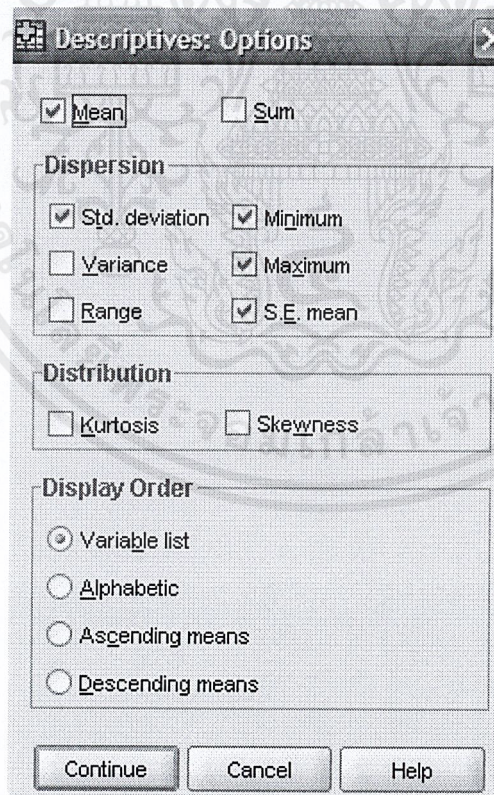 Descriptives: Options
Mean
Sum
Dispersion
Std. deviation
Minimum
Variance
Maximum
Range
S.E. mean
Distribution
Kurtosis
Skewness
Display Order
Variable list
Alphabetic
Ascending means
Descending means
Continue
Cancel
Help